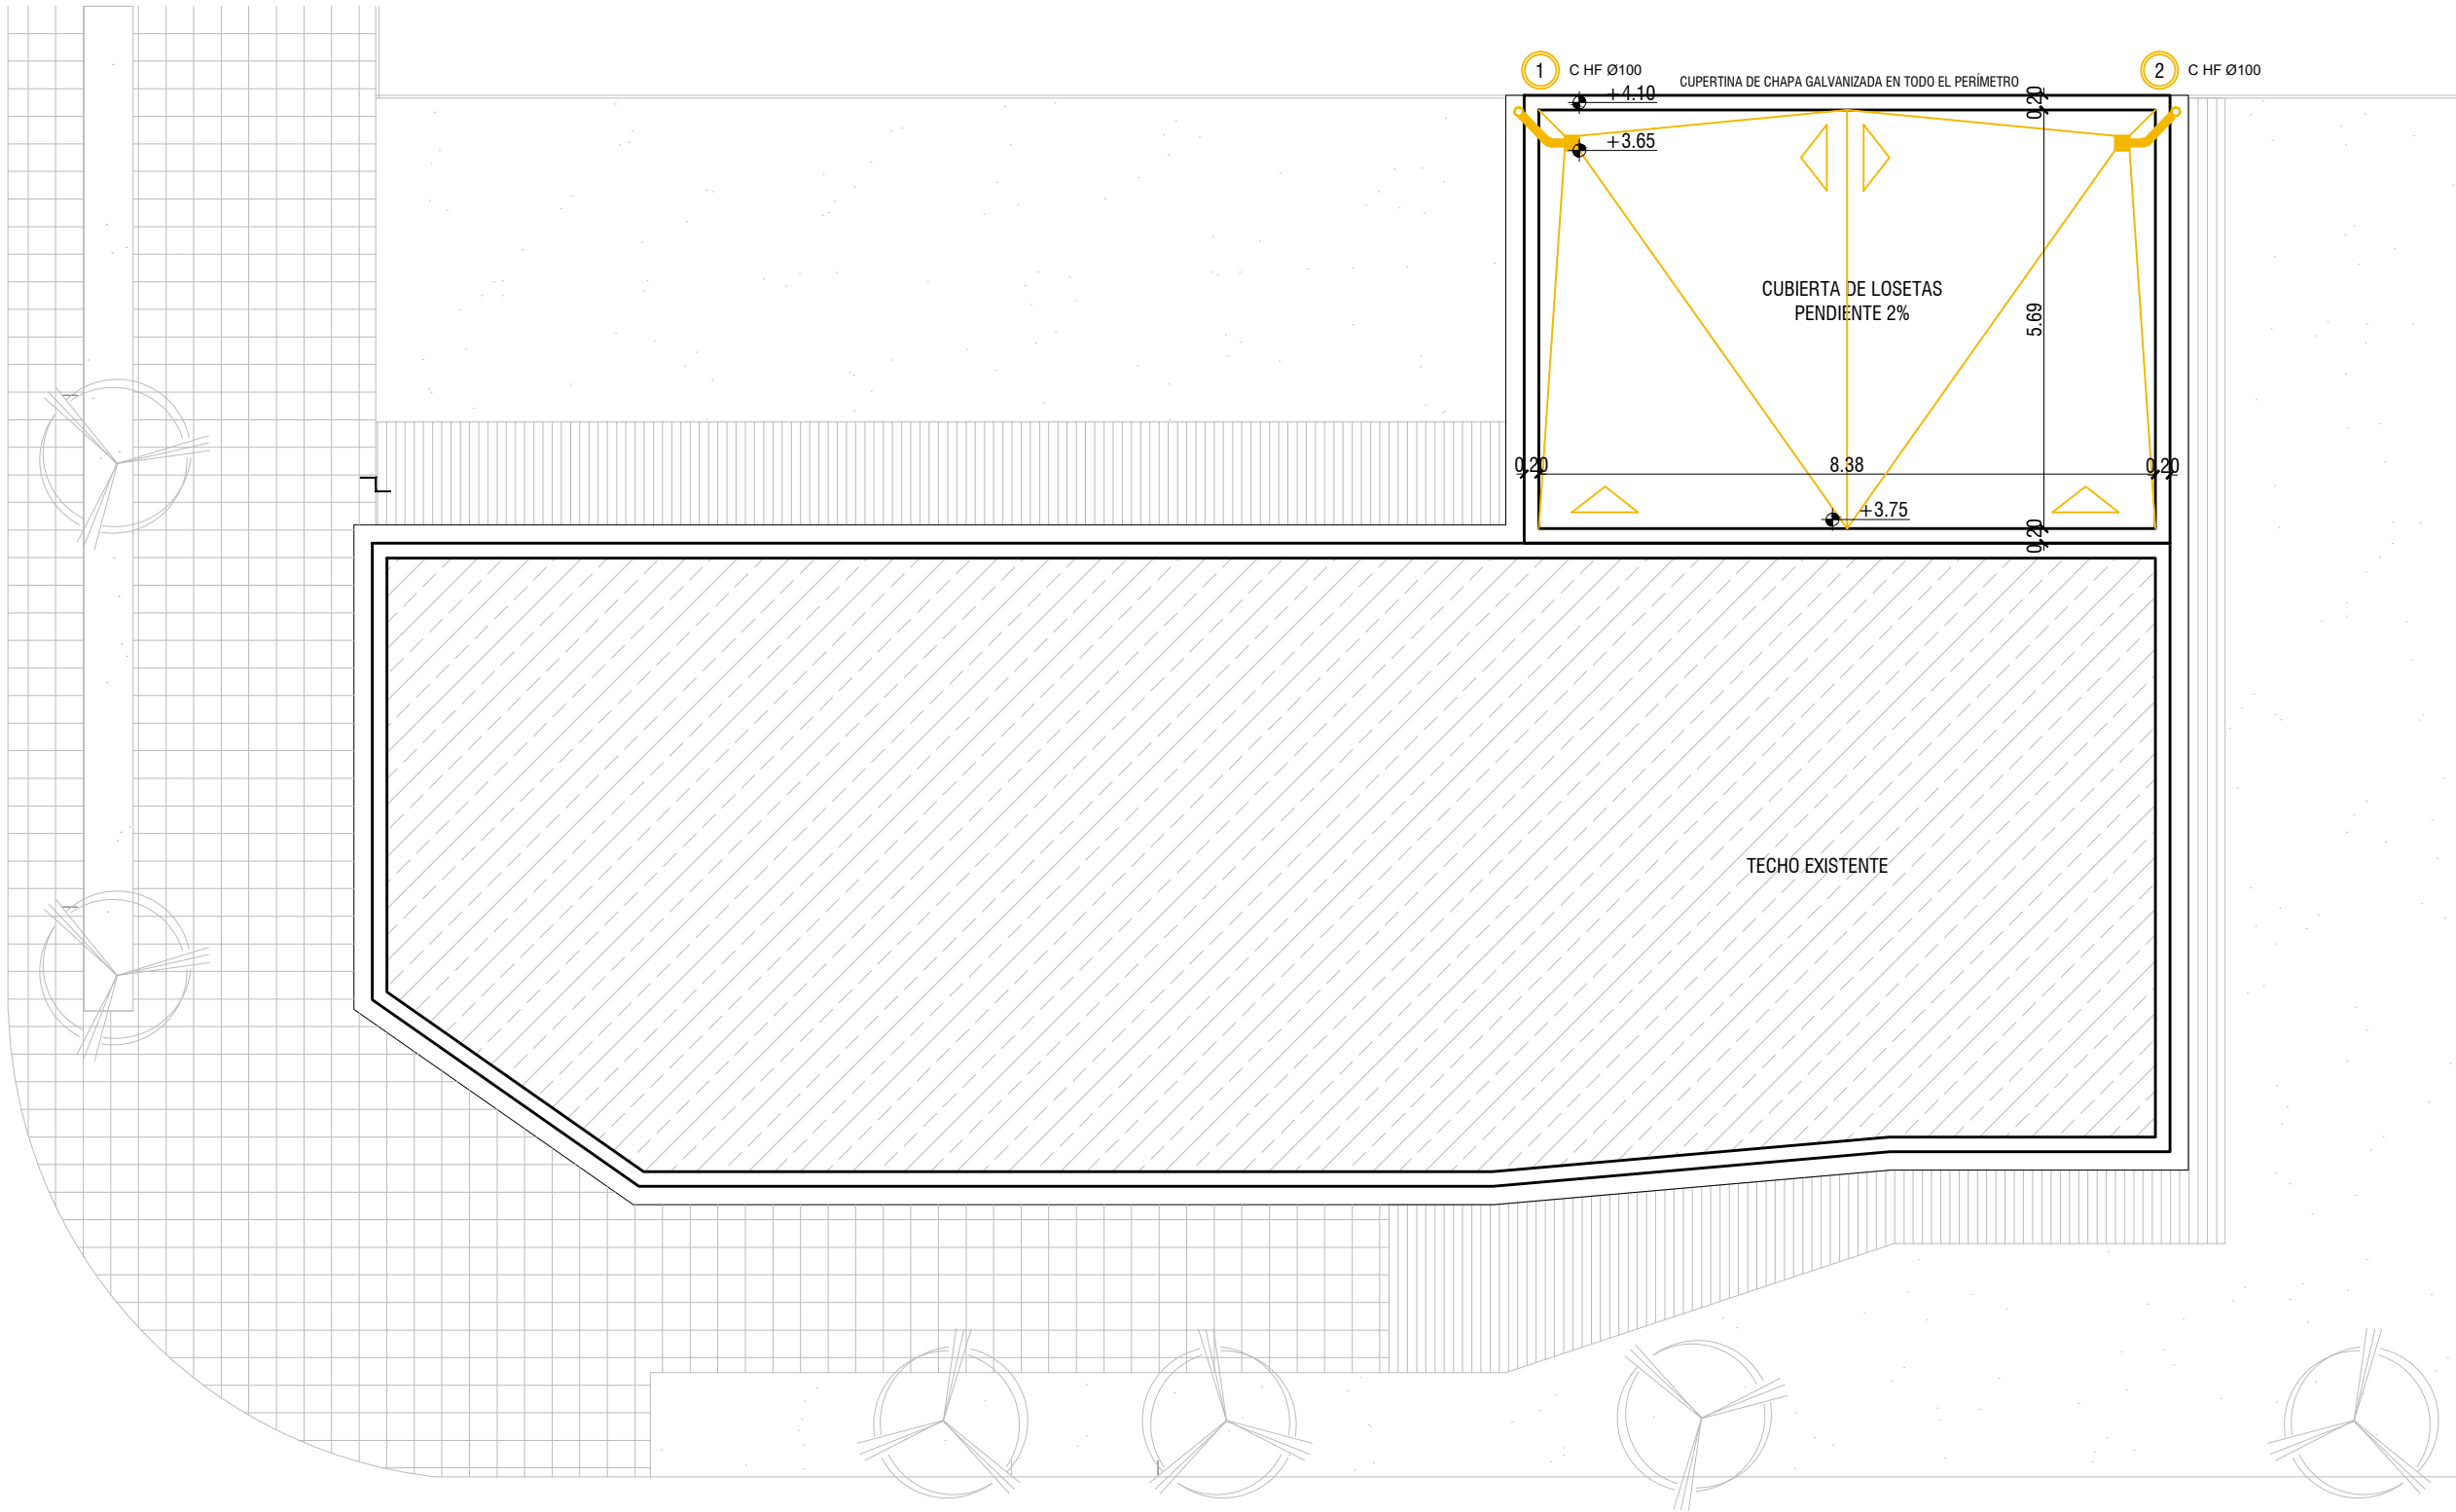 1 C HF Ø100
2 C HF Ø100
CUPERTINA DE CHAPA GALVANIZADA EN TODO EL PERÍMETRO
+4.10
0.20
+3.65
CUBIERTA DE LOSETAS
PENDIENTE 2%
5.69
0.20
8.38
0.20
+3.75
0.20
TECHO EXISTENTE